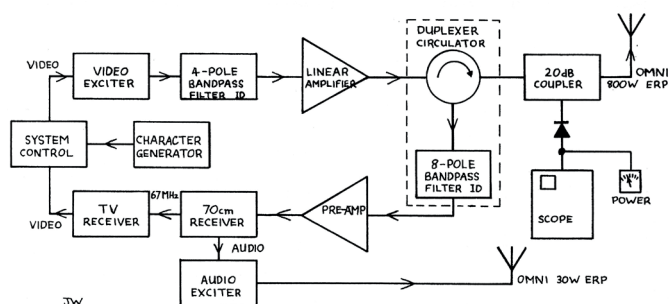 DUPLEXER
CIRCULATOR
VIDEO
VIDEO
EXCITER
4-POLE
BANDPASS
FILTER ID
LINEAR
AMPLIFIER
20dB
COUPLER
OMNI
800W ERP
SYSTEM
CONTROL
CHARACTER
GENERATOR
8-POLE
BANDPASS
FILTER ID
SCOPE
POWER
TV
RECEIVER
67MHz
70cm
RECEIVER
PRE-AMP
VIDEO
AUDIO
AUDIO
EXCITER
OMNI 30W ERP
JW